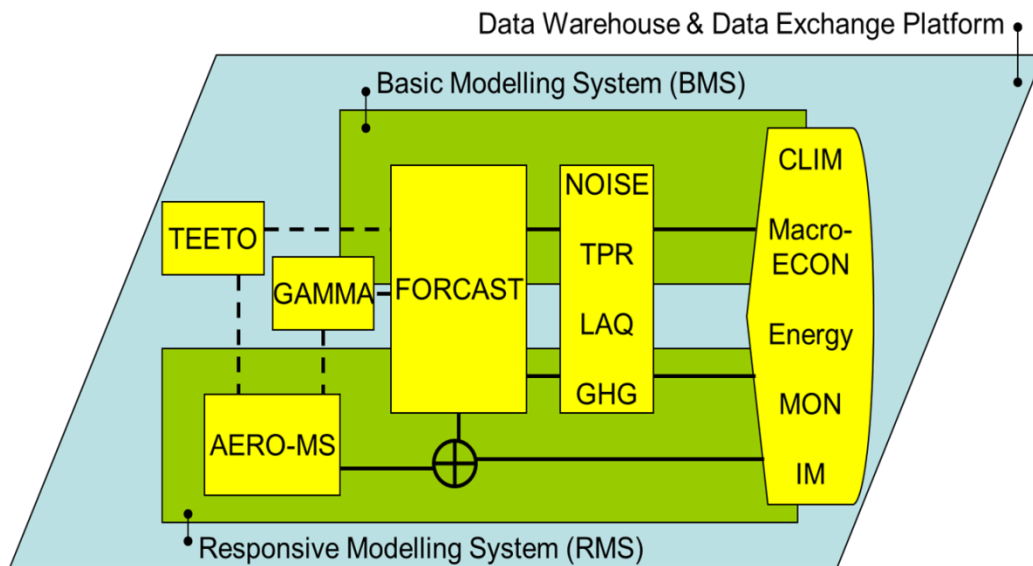 Data Warehouse & Data Exchange Platform
Basic Modelling System (BMS)
CLIM
NOISE
TEETO
Macro-
ECON
TPR
GAMMA
FORCAST
LAQ
Energy
GHG
MON
AERO-MS
IM
Responsive Modelling System (RMS)